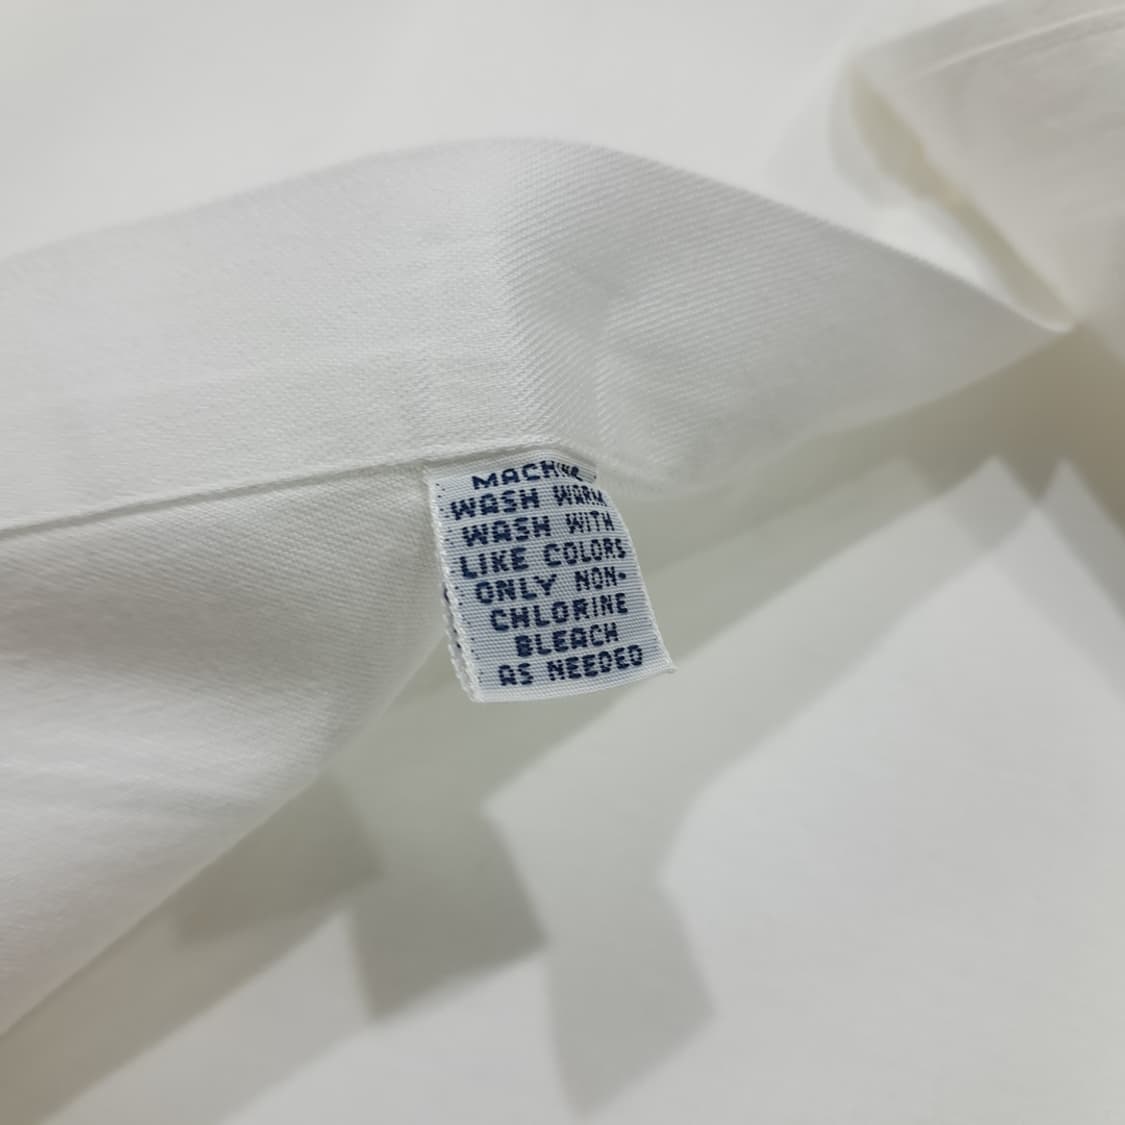 MACHINE
WASH WARM
WASH WITH
LIKE COLORS
ONLY NON-
CHLORINE
BLEACH
AS NEEDED